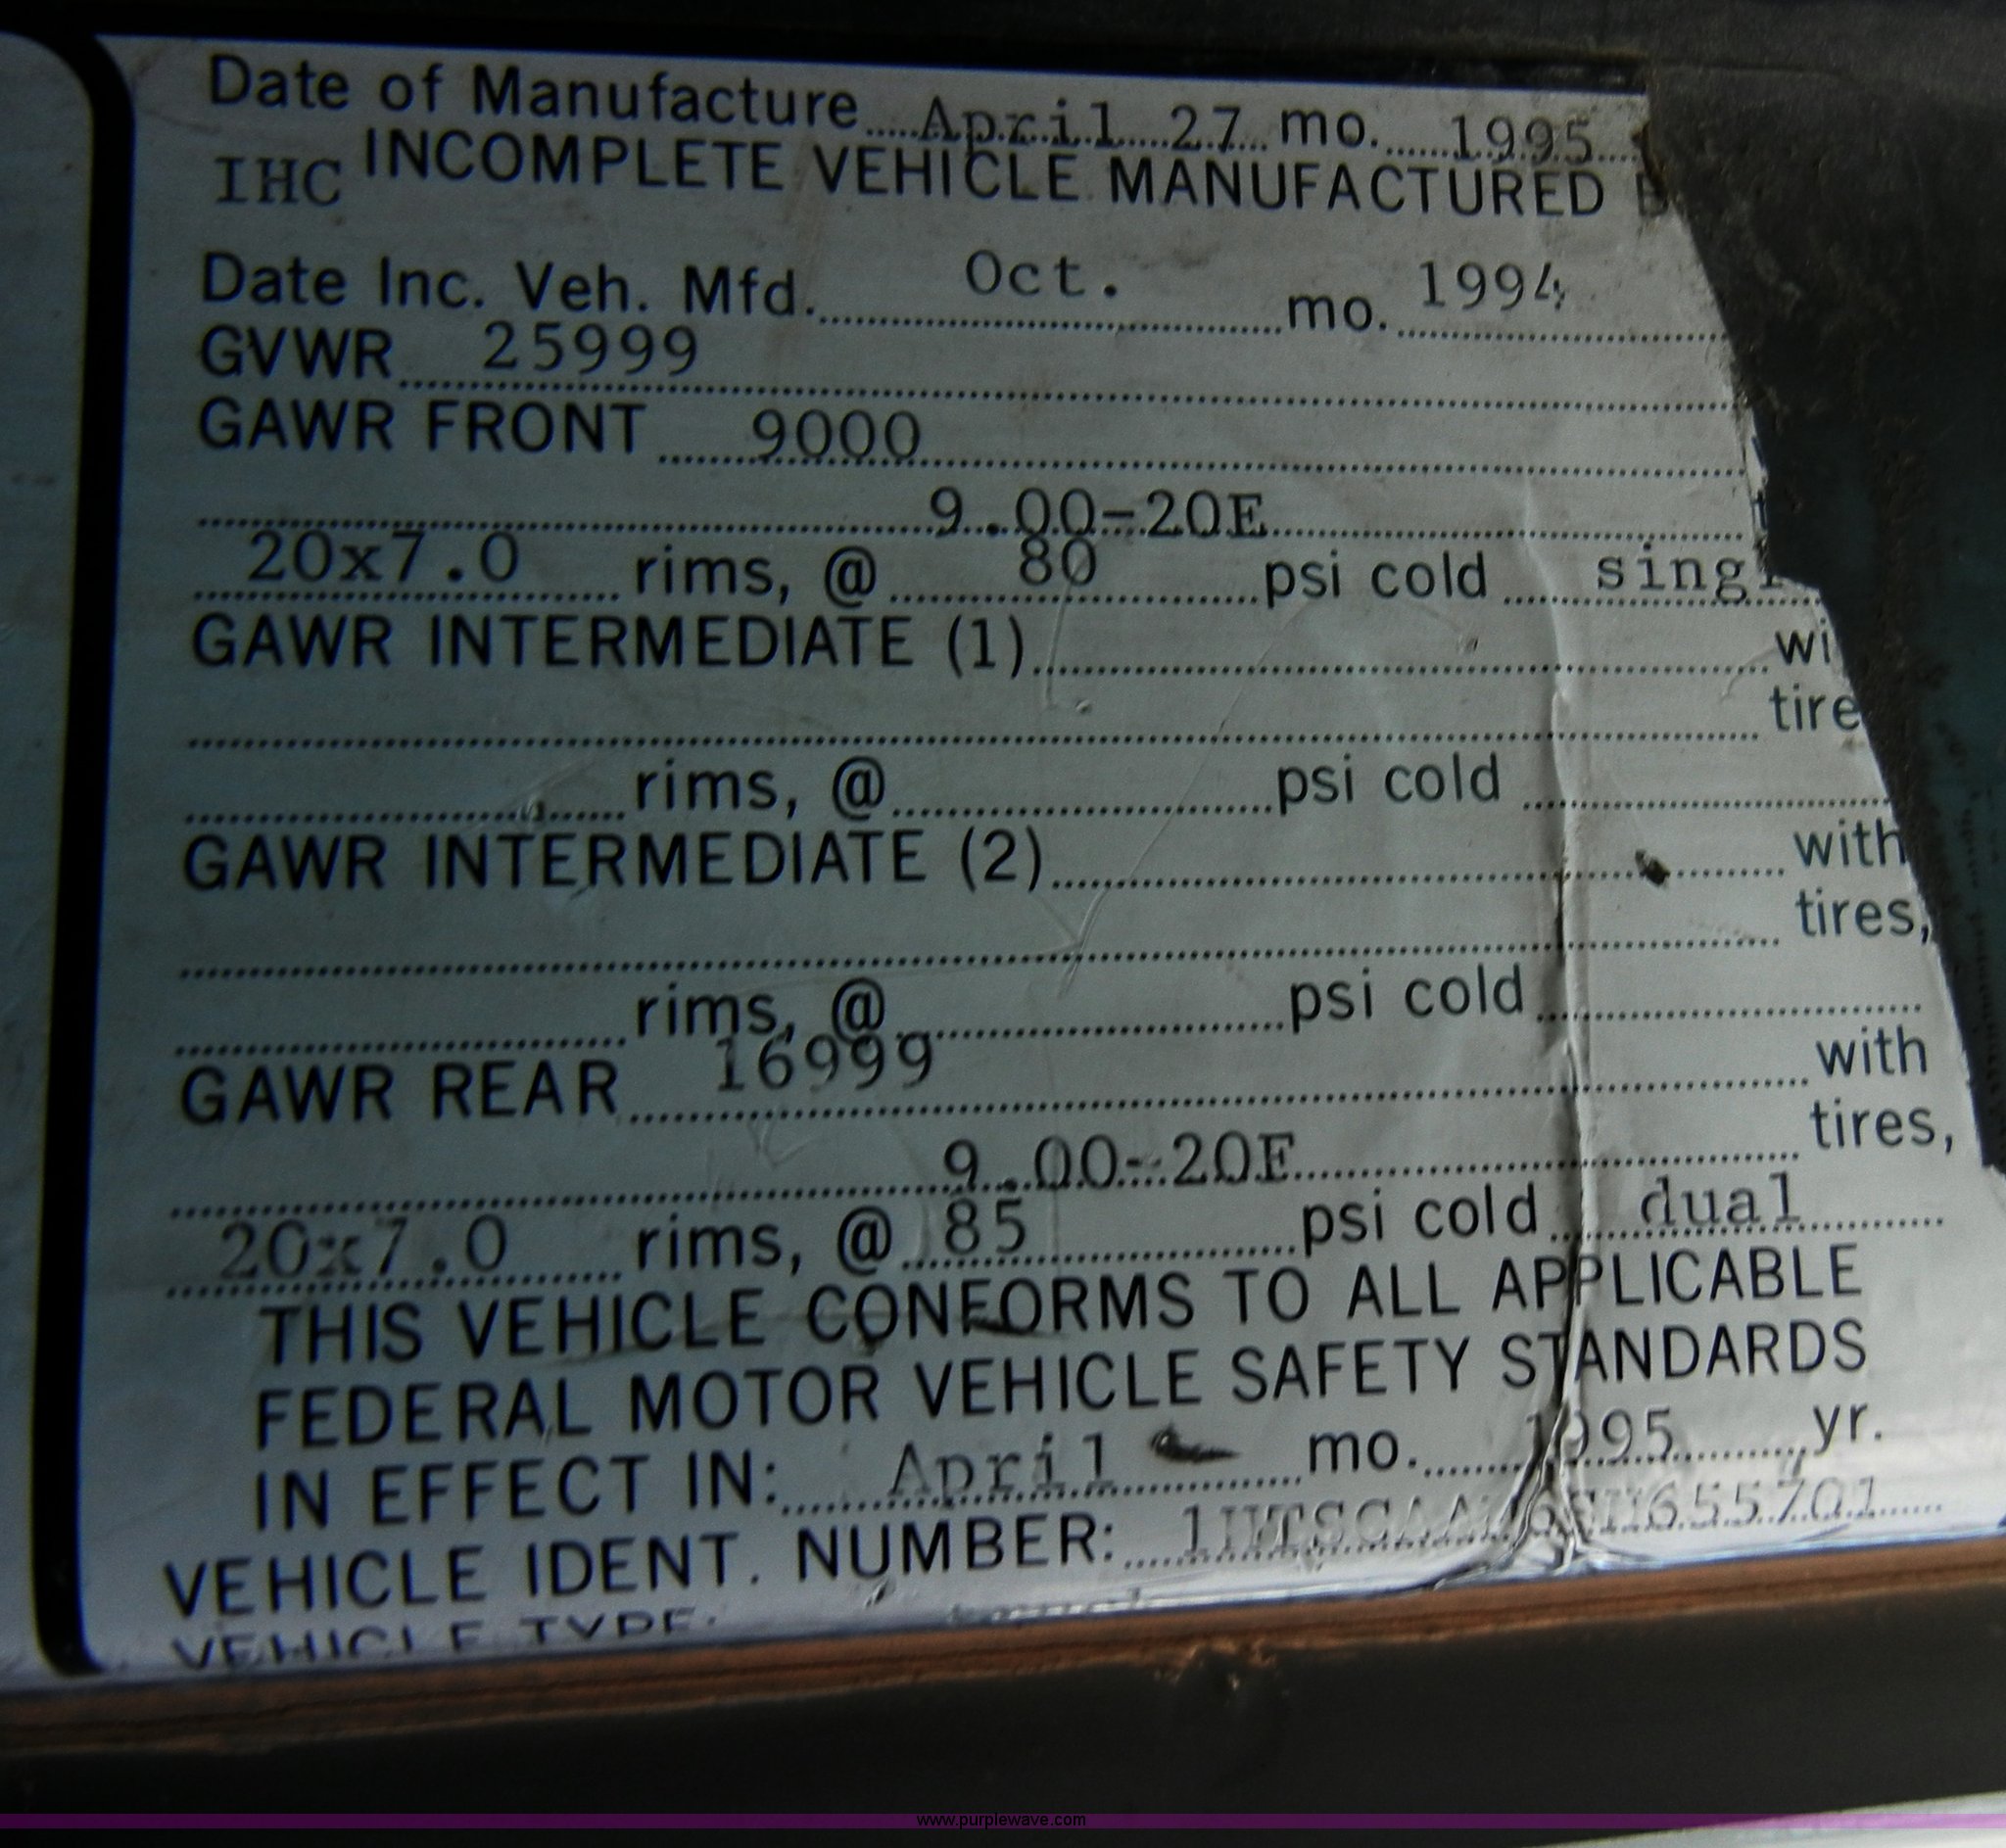 Date of Manufacture April 27 mo. 1995
IHC INCOMPLETE VEHICLE MANUFACTURED
Date Inc. Veh. Mfd. Oct. mo. 1994
GVWR 25999
GAWR FRONT 9000
9.00-20E
20x7.0 rims, @ 80 psi cold singl
GAWR INTERMEDIATE (1) wi
tire
rims, @ psi cold
GAWR INTERMEDIATE (2) with
tires,
rims, @ psi cold
GAWR REAR 16999 with
9.00-20E tires,
20x7.0 rims, @ 85 psi cold dual
THIS VEHICLE CONFORMS TO ALL APPLICABLE
FEDERAL MOTOR VEHICLE SAFETY STANDARDS
IN EFFECT IN: April mo. 1995 yr.
VEHICLE IDENT. NUMBER:
VEHICLE TYPE:
www.purplewave.com